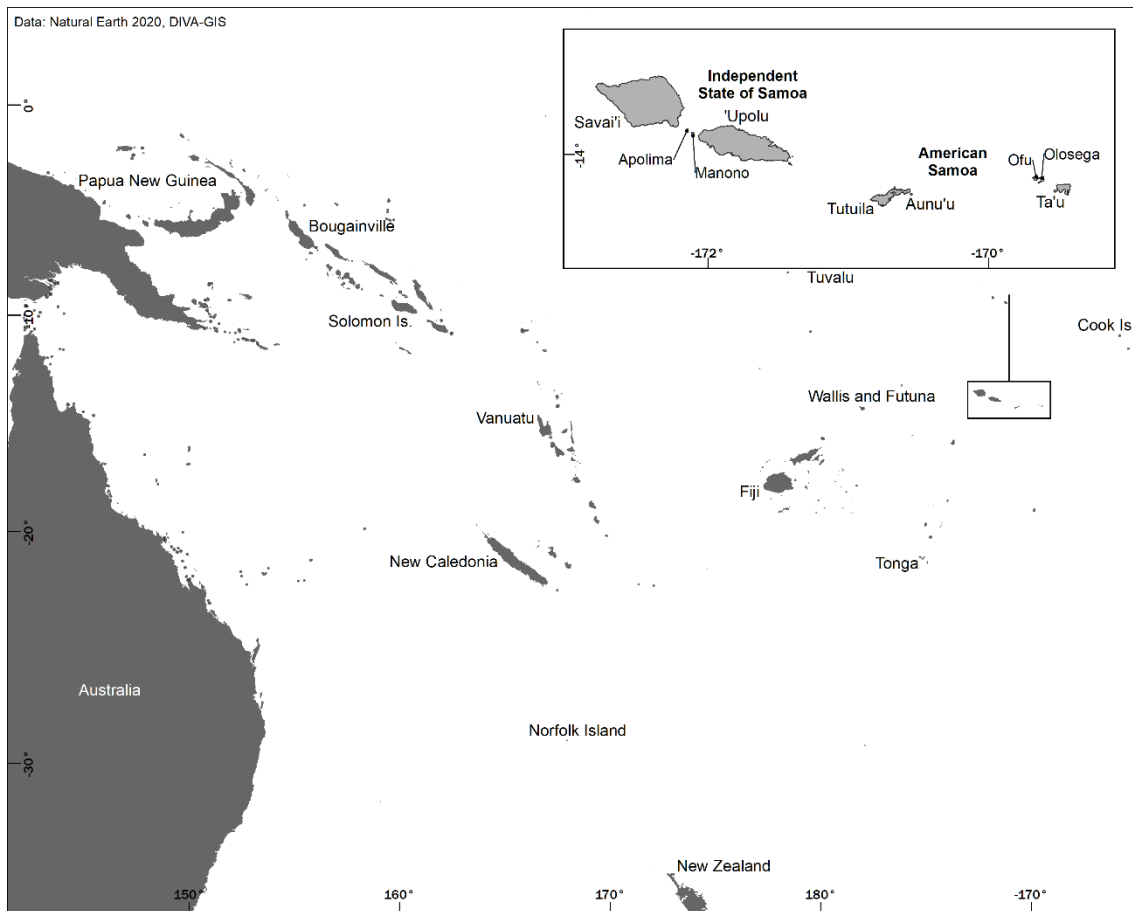 Data: Natural Earth 2020, DIVA-GIS
Independent
State of Samoa
Savai'i
'Upolu
Apolima
Manono
-14°
American
Samoa
Ofu
Olosega
Tutuila
Aunu'u
Ta'u
-172°
-170°
0°
Papua New Guinea
Bougainville
Tuvalu
-10°
Solomon Is.
Cook Is
Wallis and Futuna
Vanuatu
Fiji
-20°
New Caledonia
Tonga
Australia
Norfolk Island
-30°
New Zealand
150°
160°
170°
180°
-170°